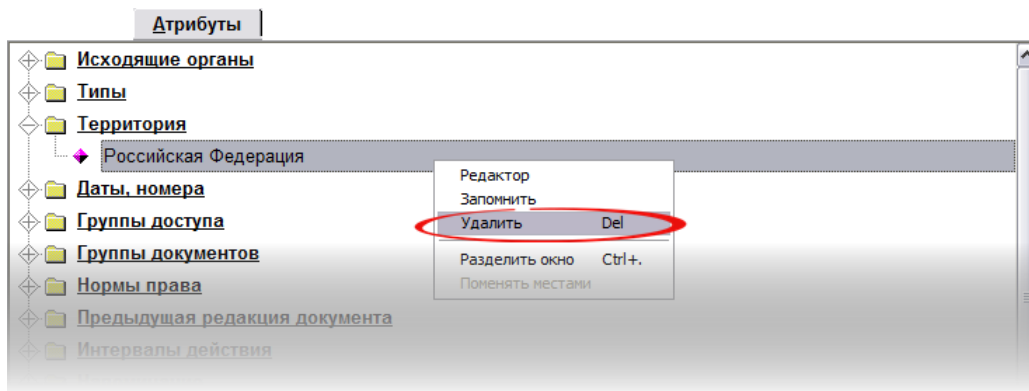 Атрибуты
Исходящие органы
Типы
Территория
Российская Федерация
Редактор
Запомнить
Удалить Del
Разделить окно Ctrl+.
Поменять местами
Даты, номера
Группы доступа
Группы документов
Нормы права
Предыдущая редакция документа
Интервалы действия